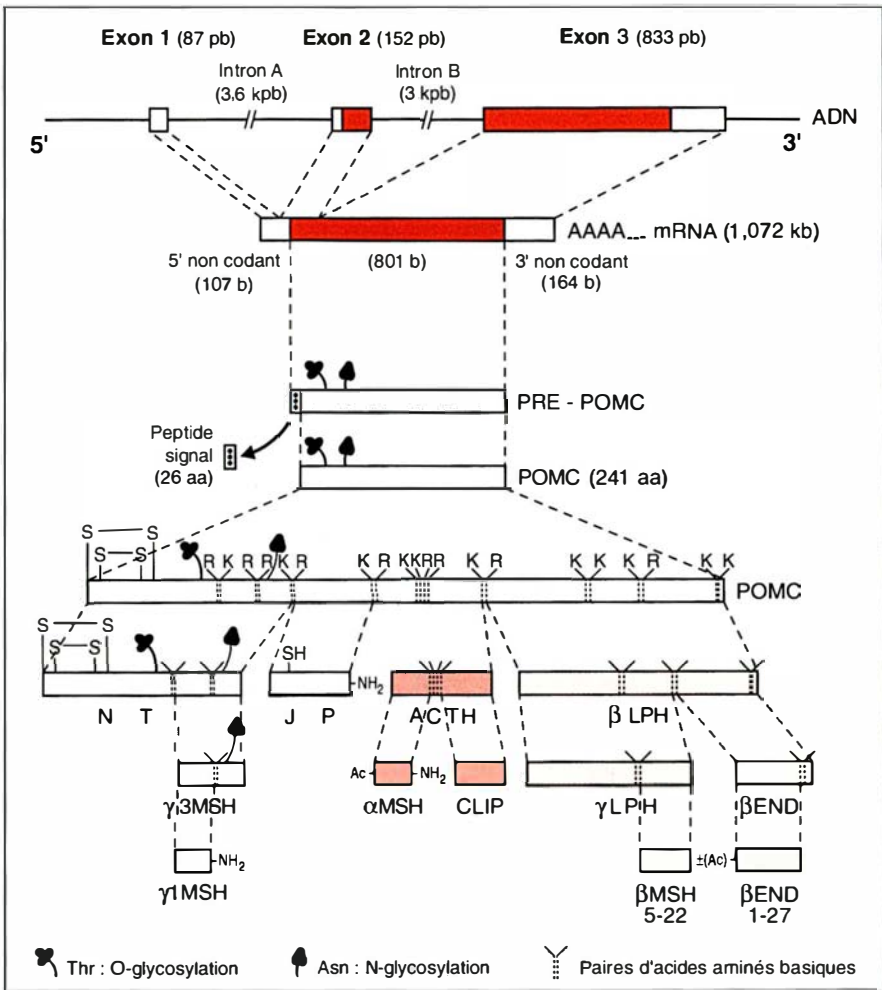 Exon 1 (87 pb) Exon 2 (152 pb) Exon 3 (833 pb)
Intron A Intron B
(3,6 kpb) (3 kpb)
ADN
5' 3'
AAAA--- mRNA (1,072 kb)
5' non codant (801 b) 3' non codant
(107 b) (164 b)
PRE - POMC
Peptide
signal
(26 aa)
POMC (241 aa)
S S
S S
R K R R K R K R K K R R K R K K K R K K
POMC
S S
S S
SH
NH2
N T J P ACTH β LPH
Ac NH2
γ3MSH αMSH CLIP γLPH βEND
NH2 ±(Ac)
γ1MSH βMSH βEND
5-22 1-27
Thr : O-glycosylation Asn : N-glycosylation Paires d'acides aminés basiques